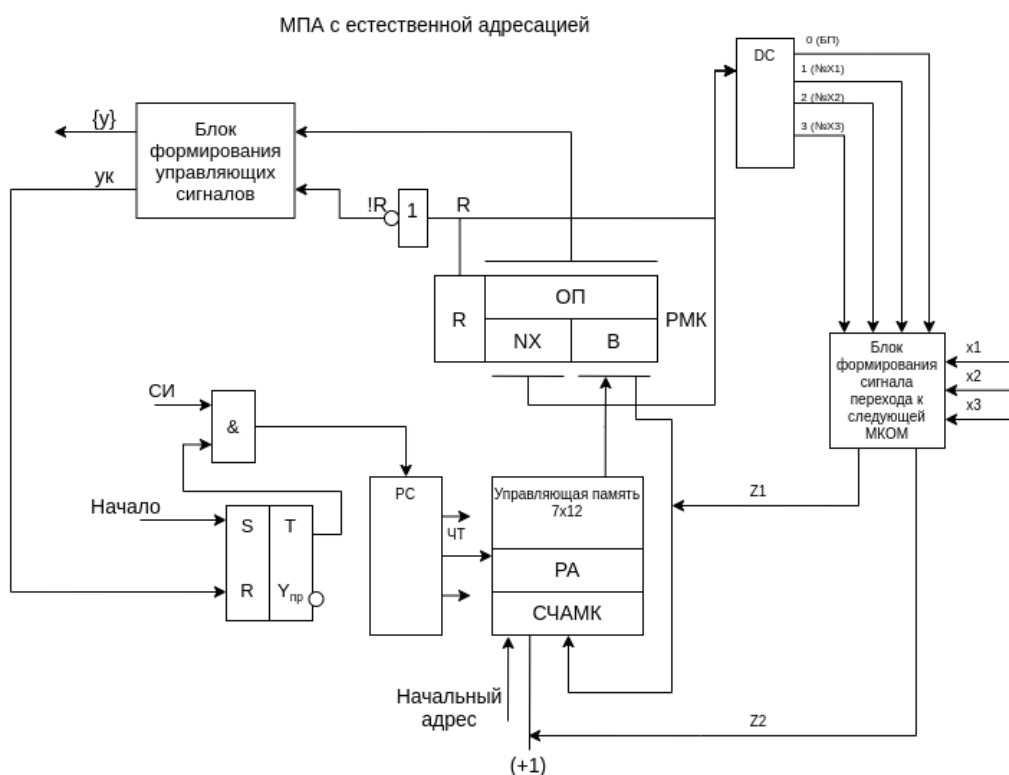 МПА с естественной адресацией
DC
0 (БП)
1 (№X1)
2 (№X2)
3 (№X3)
{y}
ук
Блок
формирования
управляющих
сигналов
!R
1
R
R
ОП
NX
B
РМК
Блок
формирования
сигнала
перехода к
следующей
МКОМ
x1
x2
x3
СИ
&
Начало
S
T
R
Yпр
РС
ЧТ
Управляющая память
7x12
РА
СЧАМК
Z1
Начальный
адрес
Z2
(+1)